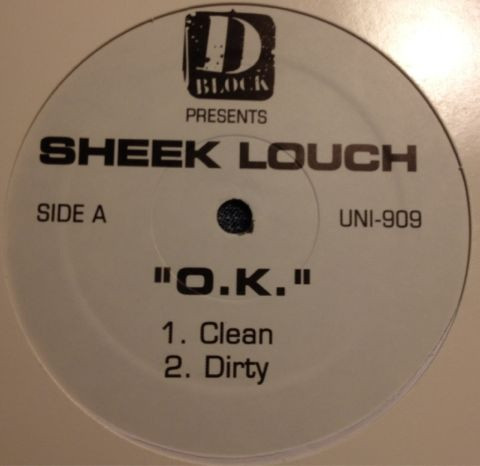 D
BLOCK
PRESENTS
SHEEK LOUCH
SIDE A
UNI-909
"O.K."
1. Clean
2. Dirty